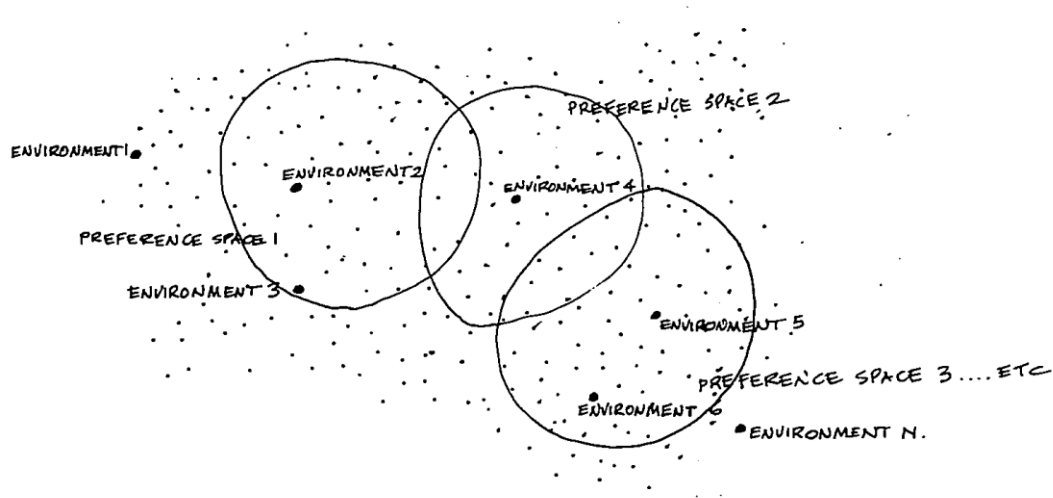 PREFERENCE SPACE 2
ENVIRONMENT 1
ENVIRONMENT 2
ENVIRONMENT 4
PREFERENCE SPACE 1
ENVIRONMENT 3
ENVIRONMENT 5
PREFERENCE SPACE 3 .... ETC
ENVIRONMENT 6
ENVIRONMENT N.